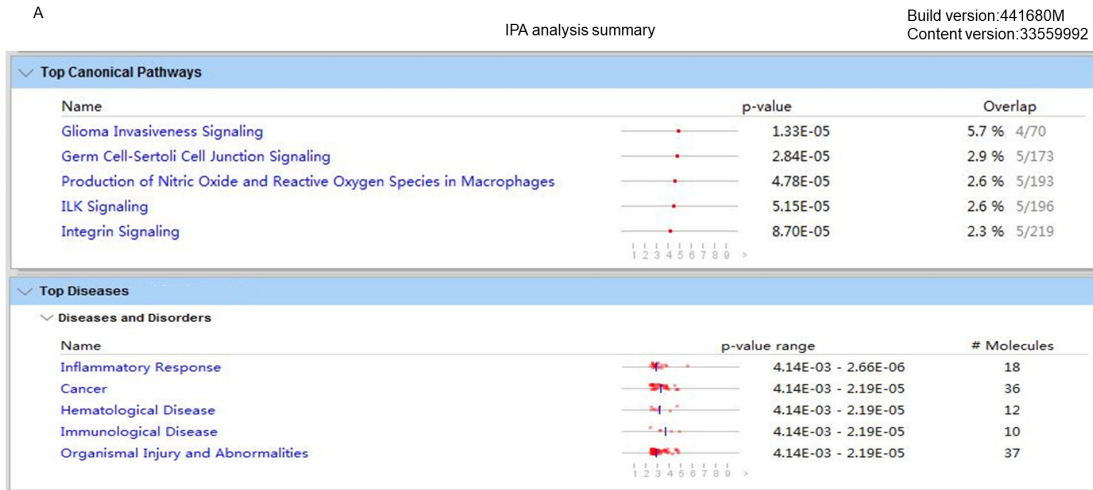 A
IPA analysis summary
Build version:441680M
Content version:33559992
Top Canonical Pathways
Name p-value Overlap
Glioma Invasiveness Signaling 1.33E-05 5.7 % 4/70
Germ Cell-Sertoli Cell Junction Signaling 2.84E-05 2.9 % 5/173
Production of Nitric Oxide and Reactive Oxygen Species in Macrophages 4.78E-05 2.6 % 5/193
ILK Signaling 5.15E-05 2.6 % 5/196
Integrin Signaling 8.70E-05 2.3 % 5/219
1 2 3 4 5 6 7 8 9 >
Top Diseases
Diseases and Disorders
Name p-value range # Molecules
Inflammatory Response 4.14E-03 - 2.66E-06 18
Cancer 4.14E-03 - 2.19E-05 36
Hematological Disease 4.14E-03 - 2.19E-05 12
Immunological Disease 4.14E-03 - 2.19E-05 10
Organismal Injury and Abnormalities 4.14E-03 - 2.19E-05 37
1 2 3 4 5 6 7 8 9 >